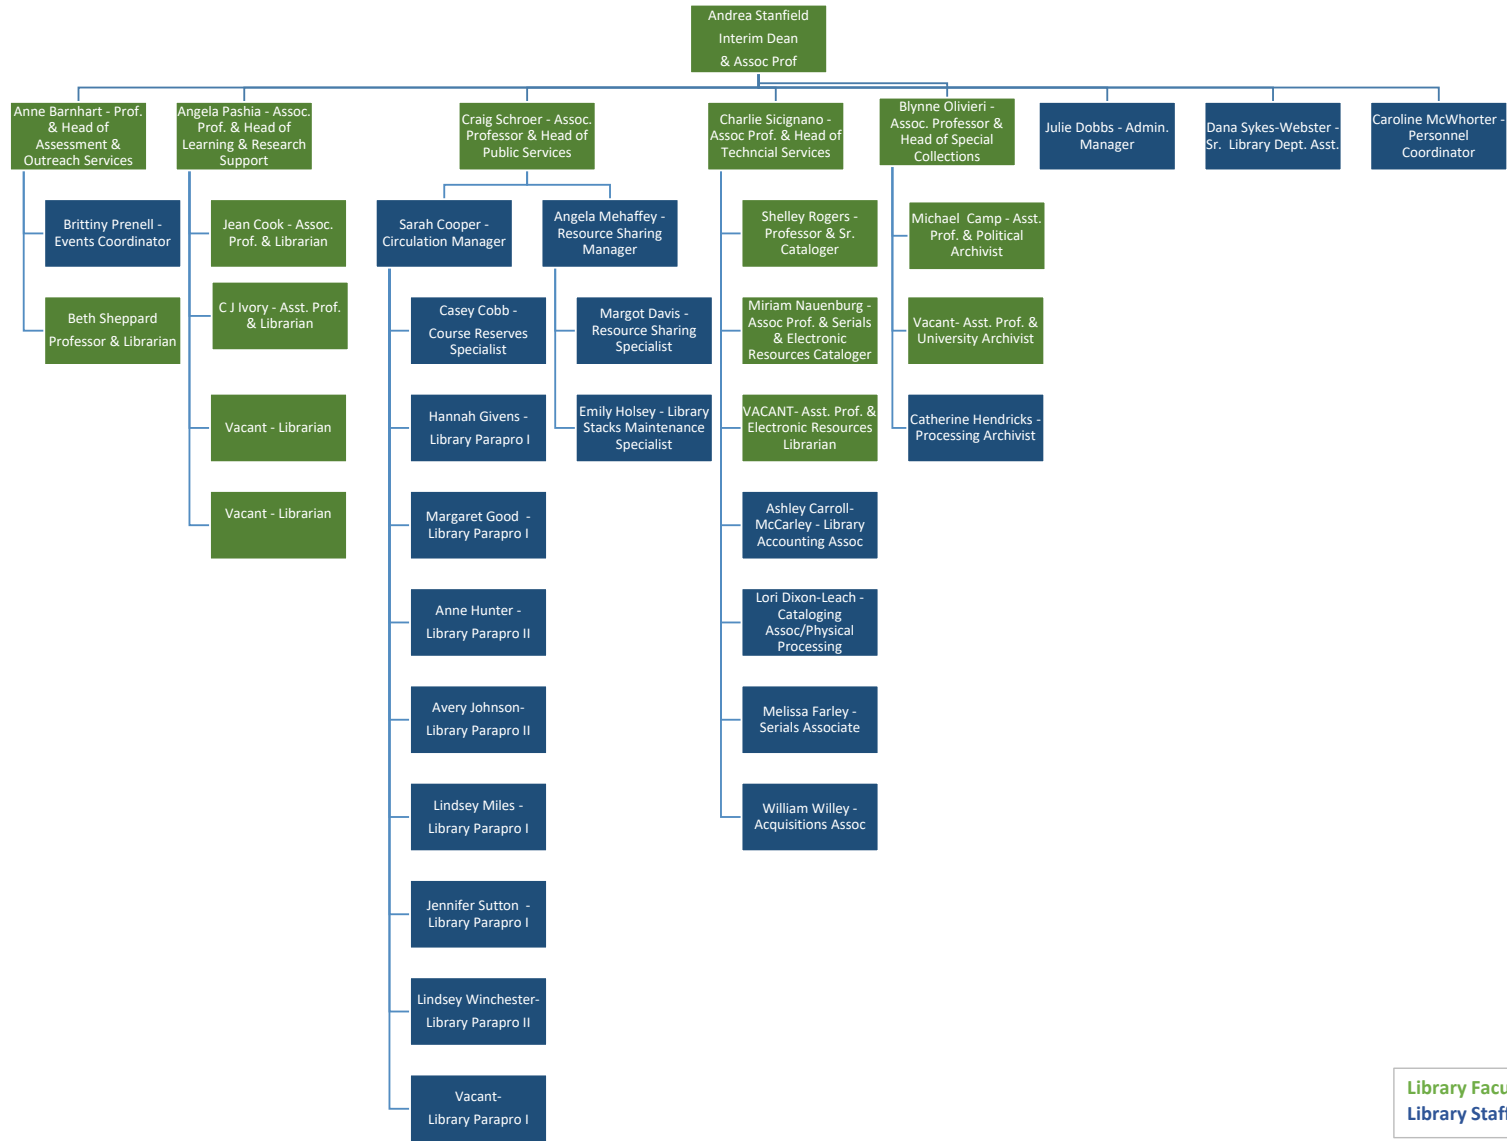 Andrea Stanfield
Interim Dean
& Assoc Prof
Anne Barnhart - Prof.
& Head of
Assessment &
Outreach Services
Angela Pashia - Assoc.
Prof. & Head of
Learning & Research
Support
Craig Schroer - Assoc.
Professor & Head of
Public Services
Charlie Sicignano -
Assoc Prof. & Head of
Techncial Services
Blynne Olivieri -
Assoc. Professor &
Head of Special
Collections
Julie Dobbs - Admin.
Manager
Dana Sykes-Webster -
Sr. Library Dept. Asst.
Caroline McWhorter -
Personnel
Coordinator
Brittiny Prenell -
Events Coordinator
Beth Sheppard
Professor & Librarian
Jean Cook - Assoc.
Prof. & Librarian
C J Ivory - Asst. Prof.
& Librarian
Vacant - Librarian
Vacant - Librarian
Sarah Cooper -
Circulation Manager
Casey Cobb -
Course Reserves
Specialist
Hannah Givens -
Library Parapro I
Margaret Good -
Library Parapro I
Anne Hunter -
Library Parapro II
Avery Johnson-
Library Parapro II
Lindsey Miles -
Library Parapro I
Jennifer Sutton -
Library Parapro I
Lindsey Winchester-
Library Parapro II
Vacant-
Library Parapro I
Angela Mehaffey -
Resource Sharing
Manager
Margot Davis -
Resource Sharing
Specialist
Emily Holsey - Library
Stacks Maintenance
Specialist
Shelley Rogers -
Professor & Sr.
Cataloger
Miriam Nauenburg -
Assoc Prof. & Serials
& Electronic
Resources Cataloger
VACANT- Asst. Prof. &
Electronic Resources
Librarian
Ashley Carroll-
McCarley - Library
Accounting Assoc
Lori Dixon-Leach -
Cataloging
Assoc/Physical
Processing
Melissa Farley -
Serials Associate
William Willey -
Acquisitions Assoc
Michael Camp - Asst.
Prof. & Political
Archivist
Vacant- Asst. Prof. &
University Archivist
Catherine Hendricks -
Processing Archivist
Library Facu
Library Staff